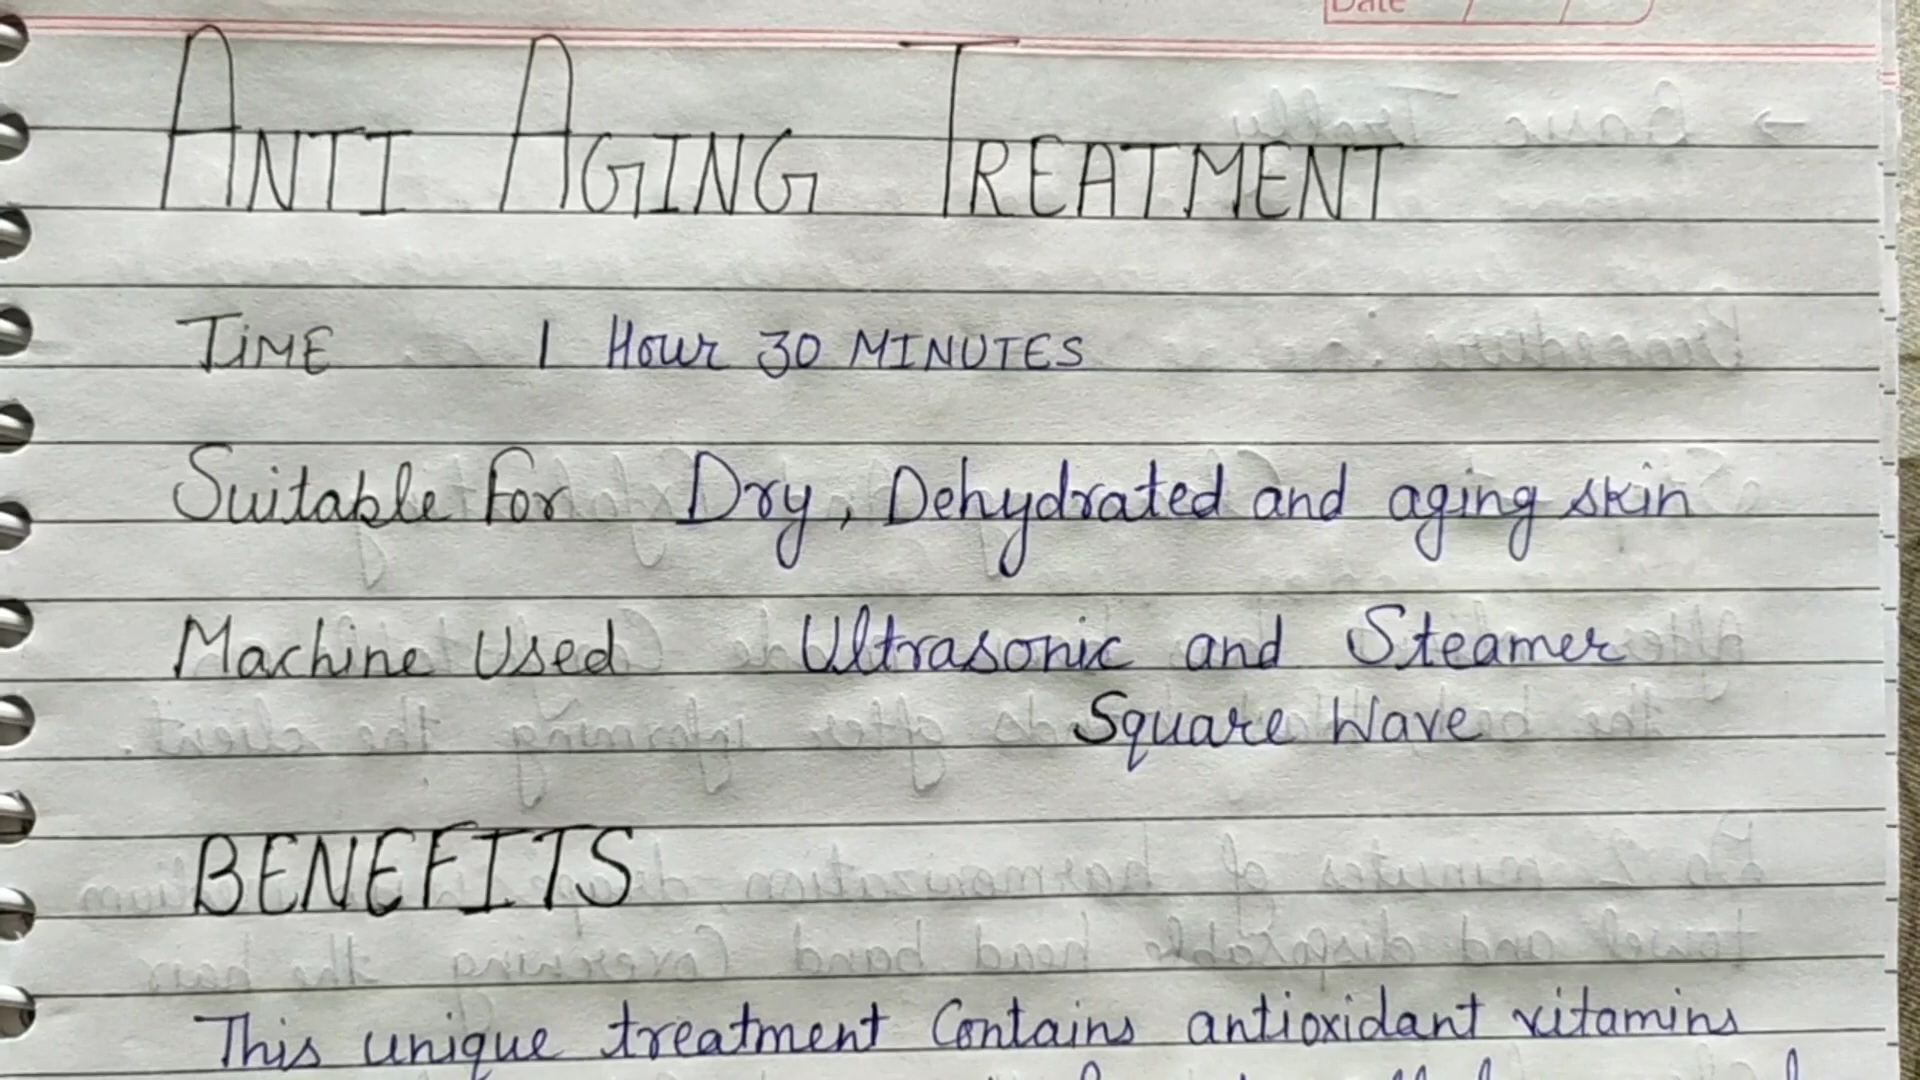 Date
ANTI AGING TREATMENT
TiME 1 Hour 30 MINUTES
Suitable For Dry, Dehydrated and aging skin
Machine Used Ultrasonic and Steamer
Square Wave
BENEFITS
This unique treatment Contains antioxidant vitamins